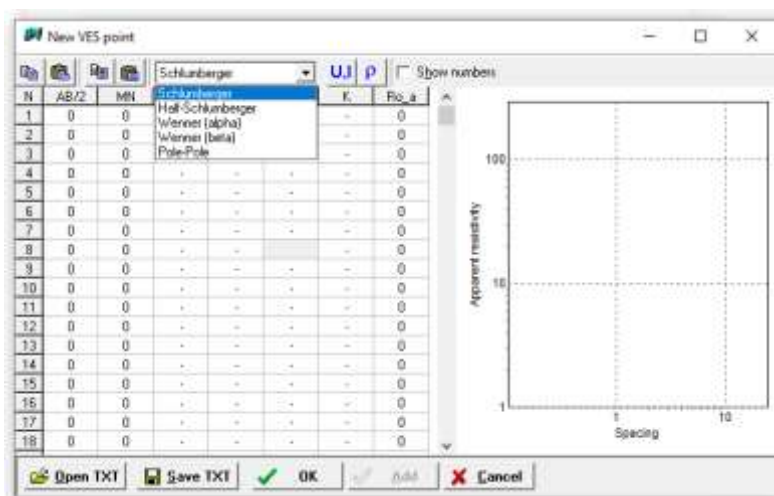 New VES point
Schlumberger U,I ρ Show numbers
N AB/2 MN K Ro_a
Schlumberger
Half-Schlumberger
Wenner (alpha)
Wenner (beta)
Pole-Pole
1 0 0 - 0
2 0 0 - 0
3 0 0 - 0
4 0 0 - - - - 0
5 0 0 - - - - 0
6 0 0 - - - - 0
7 0 0 - - - - 0
8 0 0 - - - 0
9 0 0 - - - - 0
10 0 0 - - - - 0
11 0 0 - - - - 0
12 0 0 - - - - 0
13 0 0 - - - - 0
14 0 0 - - - - 0
15 0 0 - - - - 0
16 0 0 - - - - 0
17 0 0 - - - - 0
18 0 0 - - - - 0
Apparent resistivity
100
10
1
1 10
Spacing
Open TXT Save TXT OK Add Cancel